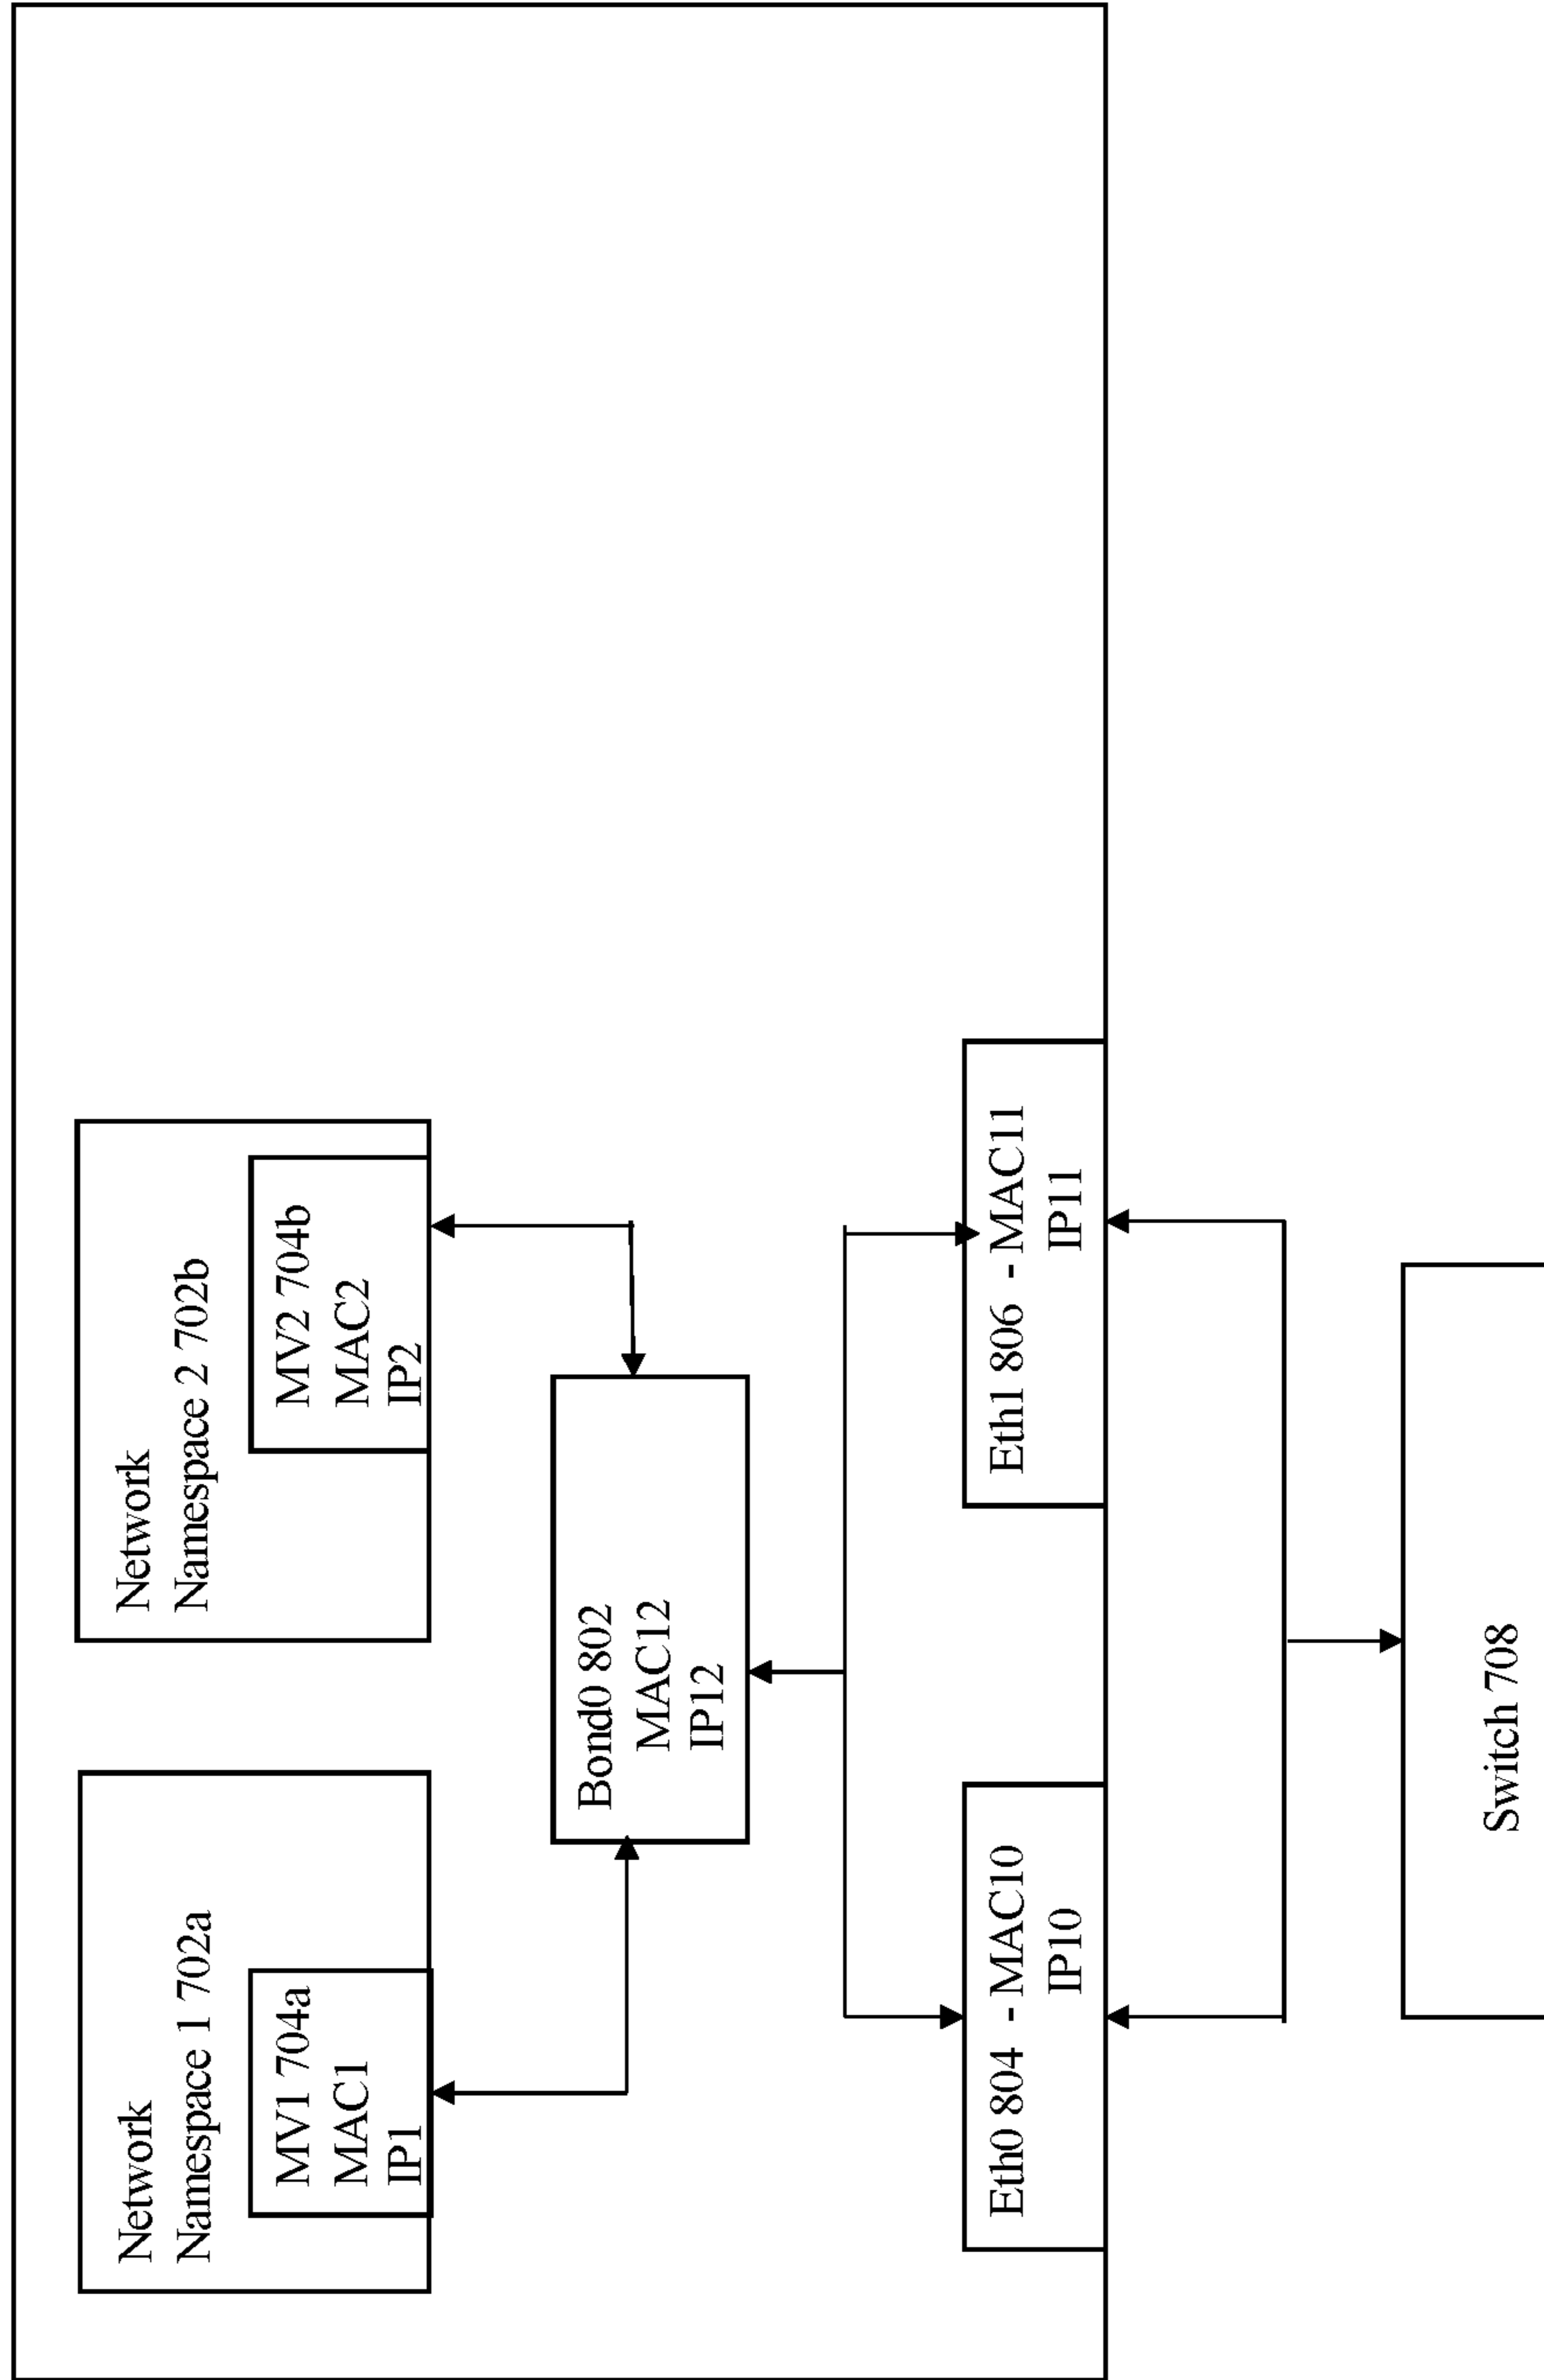 Network
Namespace 1 702a
MV1 704a
MAC1
IP1
Network
Namespace 2 702b
MV2 704b
MAC2
IP2
Bond0 802
MAC12
IP12
Eth0 804 - MAC10
IP10
Eth1 806 - MAC11
IP11
Switch 708